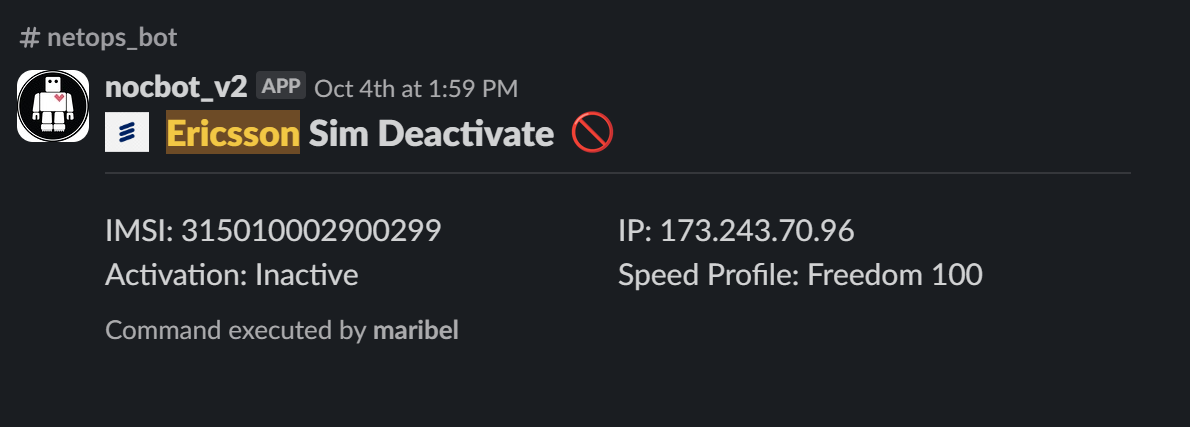 # netops_bot
nocbot_v2 APP Oct 4th at 1:59 PM
Ericsson Sim Deactivate
IMSI: 315010002900299 IP: 173.243.70.96
Activation: Inactive Speed Profile: Freedom 100
Command executed by maribel